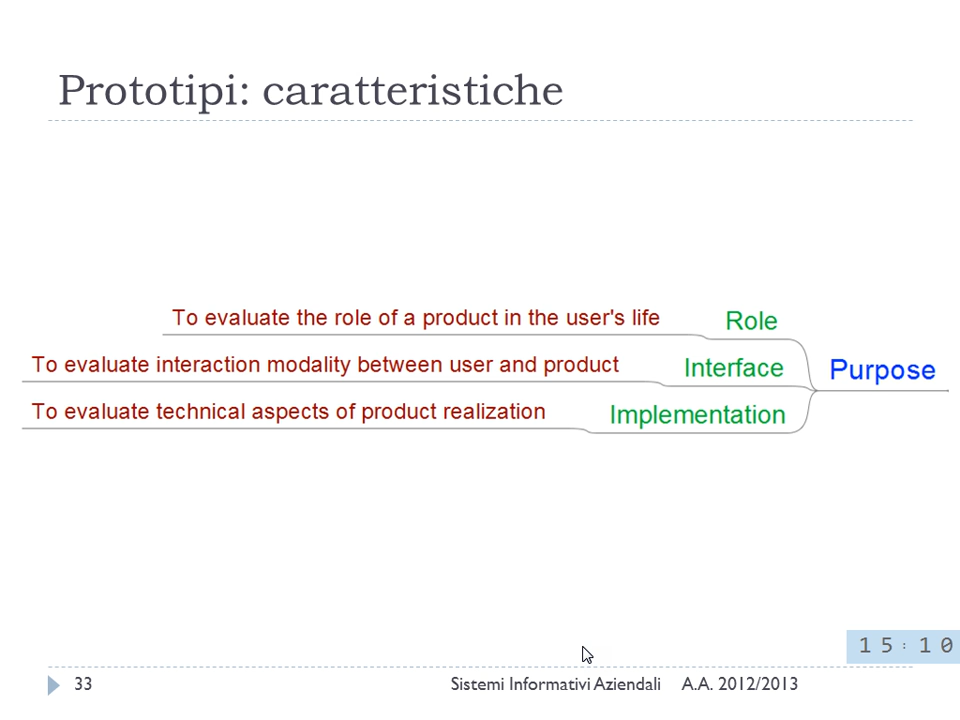 Prototipi: caratteristiche
To evaluate the role of a product in the user's life
Role
To evaluate interaction modality between user and product
Interface
Purpose
To evaluate technical aspects of product realization
Implementation
15:10
33
Sistemi Informativi Aziendali A.A. 2012/2013